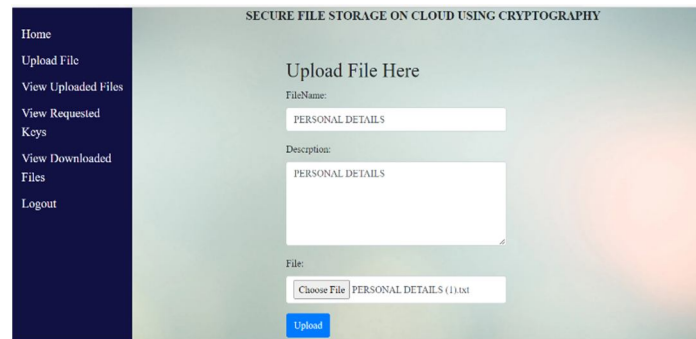 SECURE FILE STORAGE ON CLOUD USING CRYPTOGRAPHY
Home
Upload File
View Uploaded Files
View Requested
Keys
View Downloaded
Files
Logout
Upload File Here
FileName:
PERSONAL DETAILS
Descrption:
PERSONAL DETAILS
File:
Choose File PERSONAL DETAILS (1).txt
Upload